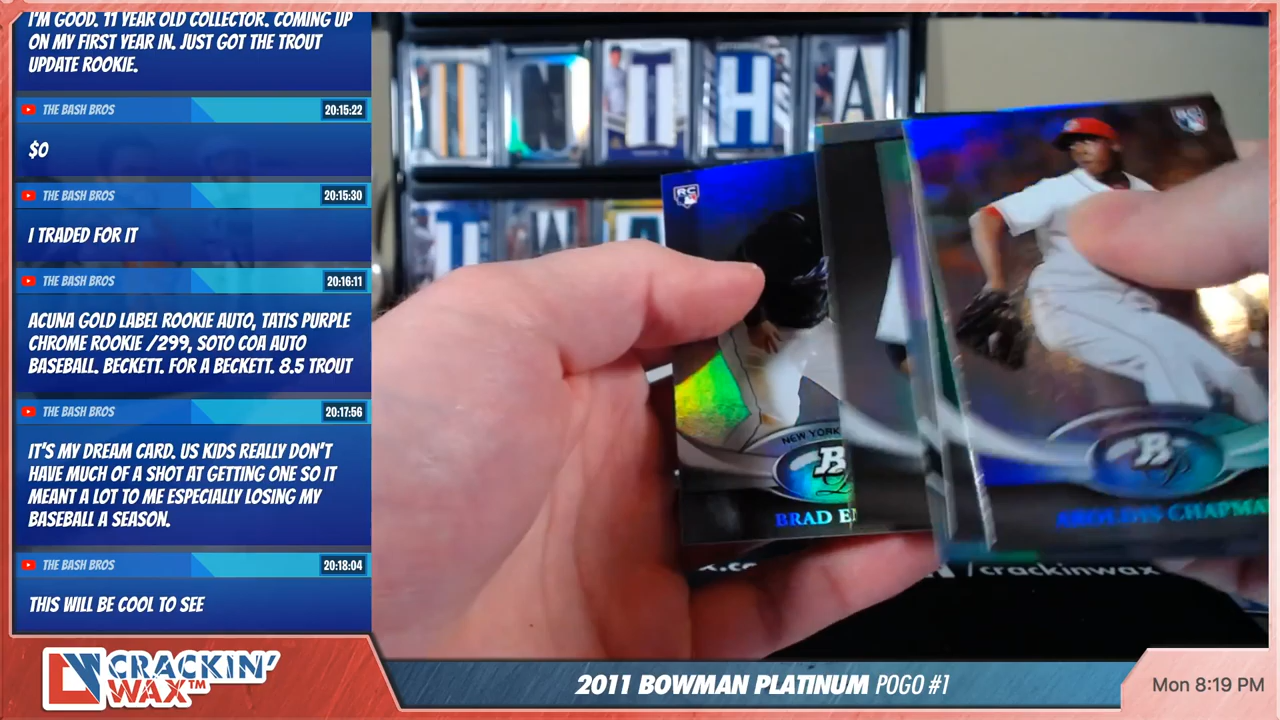 I'M GOOD. 11 YEAR OLD COLLECTOR. COMING UP
ON MY FIRST YEAR IN. JUST GOT THE TROUT
UPDATE ROOKIE.
THE BASH BROS 20:15:22
$0
THE BASH BROS 20:15:30
I TRADED FOR IT
THE BASH BROS 20:16:11
ACUNA GOLD LABEL ROOKIE AUTO, TATIS PURPLE
CHROME ROOKIE /299, SOTO COA AUTO
BASEBALL. BECKETT. FOR A BECKETT. 8.5 TROUT
THE BASH BROS 20:17:56
IT'S MY DREAM CARD. US KIDS REALLY DON'T
HAVE MUCH OF A SHOT AT GETTING ONE SO IT
MEANT A LOT TO ME ESPECIALLY LOSING MY
BASEBALL A SEASON.
THE BASH BROS 20:18:04
THIS WILL BE COOL TO SEE
N T H A
T W A
RC
NEW YORK
B
BRAD
RC
B
AROLDIS CHAPMA
/crackinwax
CRACKIN'
WAX™
2011 BOWMAN PLATINUM POGO #1
Mon 8:19 PM